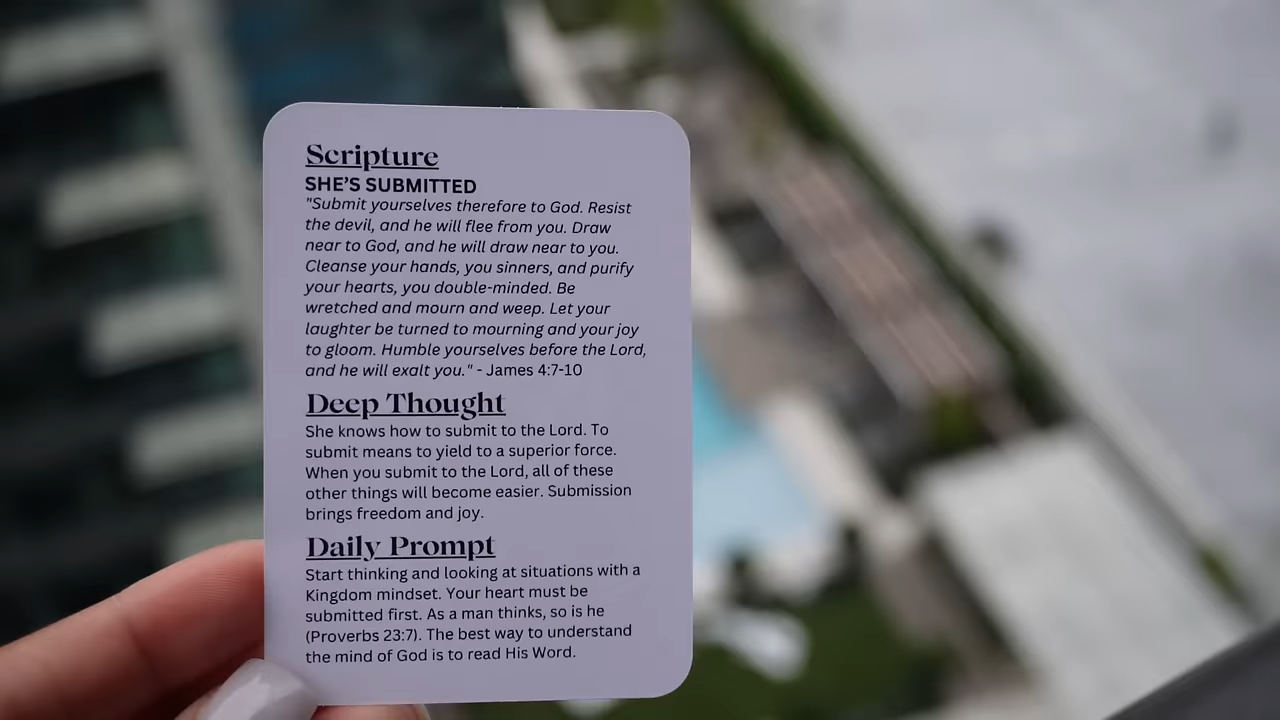 Scripture
SHE'S SUBMITTED
"Submit yourselves therefore to God. Resist
the devil, and he will flee from you. Draw
near to God, and he will draw near to you.
Cleanse your hands, you sinners, and purify
your hearts, you double-minded. Be
wretched and mourn and weep. Let your
laughter be turned to mourning and your joy
to gloom. Humble yourselves before the Lord,
and he will exalt you." - James 4:7-10
Deep Thought
She knows how to submit to the Lord. To
submit means to yield to a superior force.
When you submit to the Lord, all of these
other things will become easier. Submission
brings freedom and joy.
Daily Prompt
Start thinking and looking at situations with a
Kingdom mindset. Your heart must be
submitted first. As a man thinks, so is he
(Proverbs 23:7). The best way to understand
the mind of God is to read His Word.